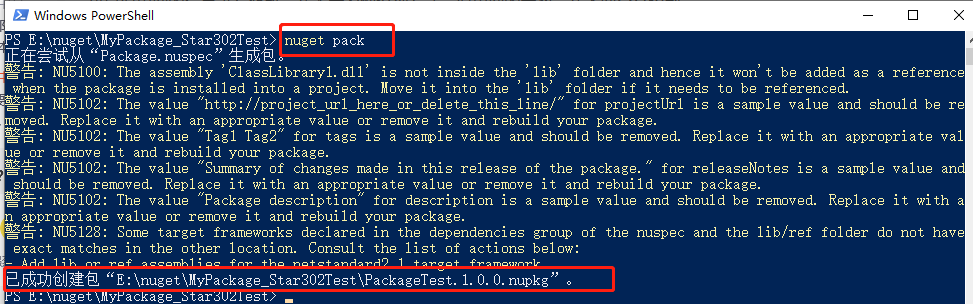 Windows PowerShell
PS E:\nuget\MyPackage_Star302Test> nuget pack
正在尝试从“Package.nuspec”生成包。
警告: NU5100: The assembly 'ClassLibrary1.dll' is not inside the 'lib' folder and hence it won't be added as a reference
when the package is installed into a project. Move it into the 'lib' folder if it needs to be referenced.
警告: NU5102: The value "http://project_url_here_or_delete_this_line/" for projectUrl is a sample value and should be re
moved. Replace it with an appropriate value or remove it and rebuild your package.
警告: NU5102: The value "Tag1 Tag2" for tags is a sample value and should be removed. Replace it with an appropriate val
ue or remove it and rebuild your package.
警告: NU5102: The value "Summary of changes made in this release of the package." for releaseNotes is a sample value and
should be removed. Replace it with an appropriate value or remove it and rebuild your package.
警告: NU5102: The value "Package description" for description is a sample value and should be removed. Replace it with a
n appropriate value or remove it and rebuild your package.
警告: NU5128: Some target frameworks declared in the dependencies group of the nuspec and the lib/ref folder do not have
exact matches in the other location. Consult the list of actions below:
- Add lib or ref assemblies for the netstandard2.1 target framework
已成功创建包“E:\nuget\MyPackage_Star302Test\PackageTest.1.0.0.nupkg”。
PS E:\nuget\MyPackage_Star302Test>